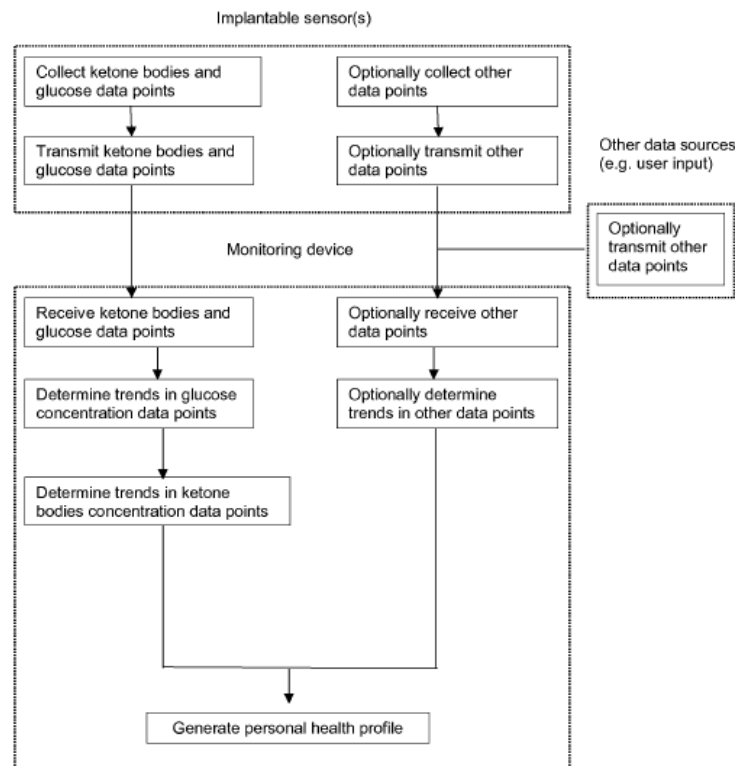 Implantable sensor(s)
Collect ketone bodies and
glucose data points
Optionally collect other
data points
Transmit ketone bodies and
glucose data points
Optionally transmit other
data points
Other data sources
(e.g. user input)
Optionally
transmit other
data points
Monitoring device
Receive ketone bodies and
glucose data points
Optionally receive other
data points
Determine trends in glucose
concentration data points
Optionally determine
trends in other data points
Determine trends in ketone
bodies concentration data points
Generate personal health profile